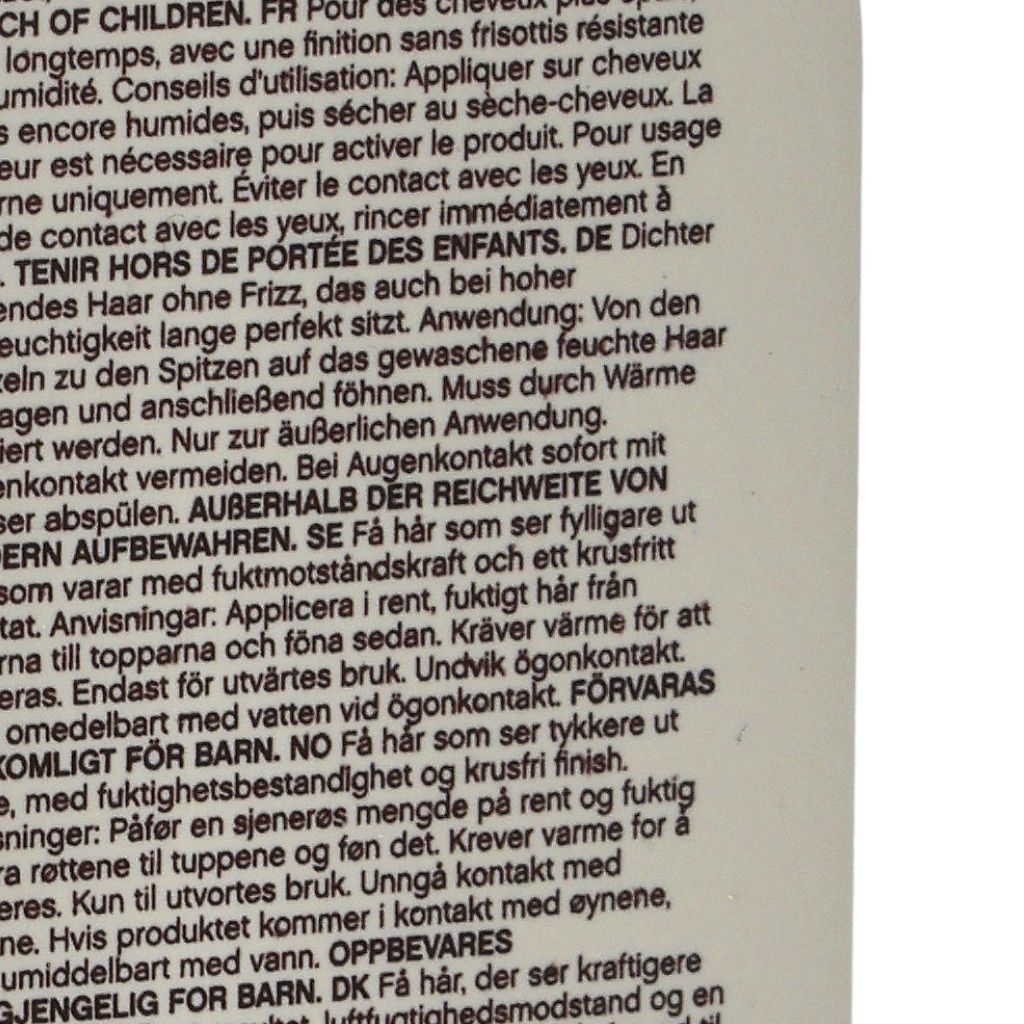 CH OF CHILDREN. FR Pour des cheveux plus
longtemps, avec une finition sans frisottis résistante
umidité. Conseils d'utilisation: Appliquer sur cheveux
s encore humides, puis sécher au sèche-cheveux. La
eur est nécessaire pour activer le produit. Pour usage
rne uniquement. Éviter le contact avec les yeux. En
de contact avec les yeux, rincer immédiatement à
. TENIR HORS DE PORTÉE DES ENFANTS. DE Dichter
endes Haar ohne Frizz, das auch bei hoher
euchtigkeit lange perfekt sitzt. Anwendung: Von den
eln zu den Spitzen auf das gewaschene feuchte Haar
agen und anschließend föhnen. Muss durch Wärme
iert werden. Nur zur äußerlichen Anwendung.
enkontakt vermeiden. Bei Augenkontakt sofort mit
ser abspülen. AUßERHALB DER REICHWEITE VON
DERN AUFBEWAHREN. SE Få hår som ser fylligare ut
som varar med fuktmotståndskraft och ett krusfritt
tat. Anvisningar: Applicera i rent, fuktigt hår från
rna till topparna och föna sedan. Kräver värme för att
eras. Endast för utvärtes bruk. Undvik ögonkontakt.
omedelbart med vatten vid ögonkontakt. FÖRVARAS
KOMLIGT FÖR BARN. NO Få hår som ser tykkere ut
e, med fuktighetsbestandighet og krusfri finish.
sninger: Påfør en sjenerøs mengde på rent og fuktig
ra røttene til tuppene og føn det. Krever varme for å
eres. Kun til utvortes bruk. Unngå kontakt med
ne. Hvis produktet kommer i kontakt med øynene,
umiddelbart med vann. OPPBEVARES
GJENGELIG FOR BARN. DK Få hår, der ser kraftigere
luftfugtighedsmodstand og en